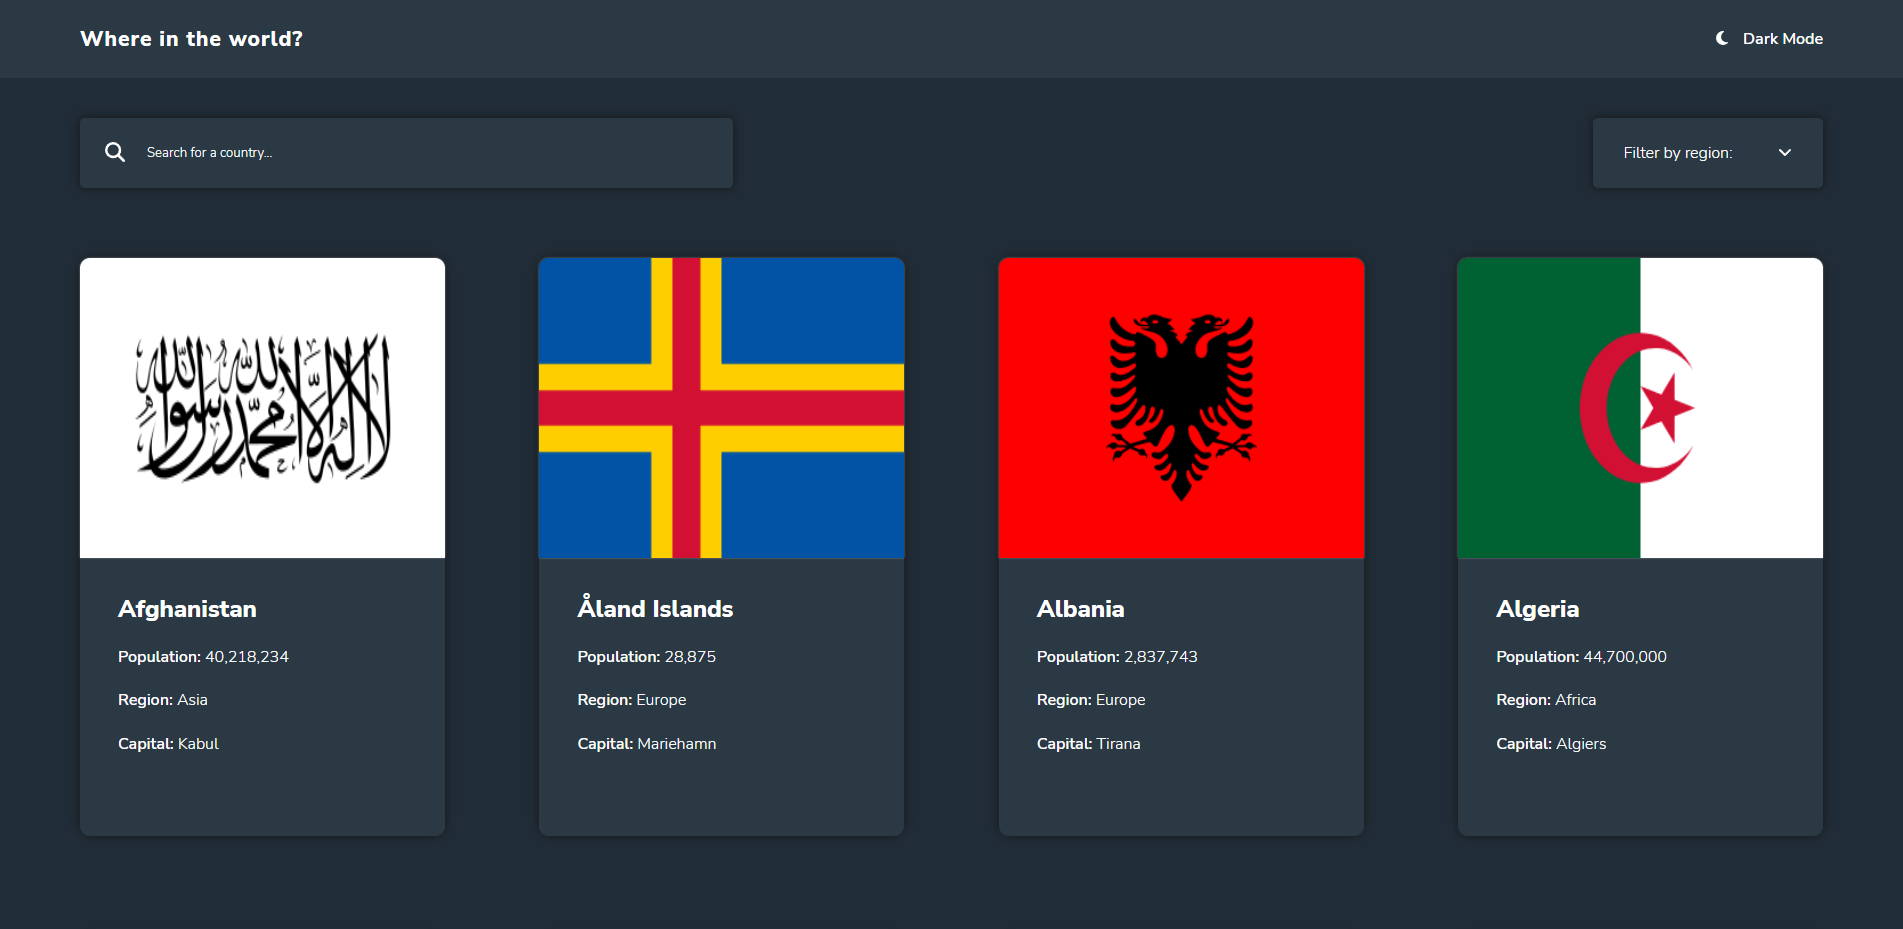 Where in the world?
Dark Mode
Search for a country...
Filter by region:
لا إله إلا الله محمد رسول الله
Afghanistan
Population: 40,218,234
Region: Asia
Capital: Kabul
Åland Islands
Population: 28,875
Region: Europe
Capital: Mariehamn
Albania
Population: 2,837,743
Region: Europe
Capital: Tirana
Algeria
Population: 44,700,000
Region: Africa
Capital: Algiers